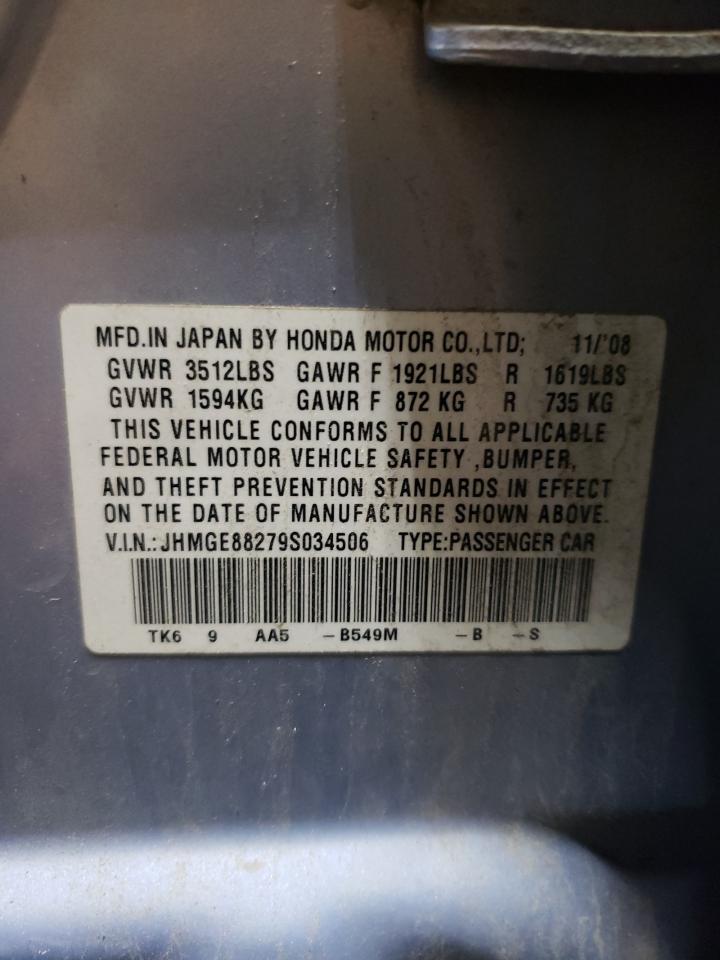 MFD.IN JAPAN BY HONDA MOTOR CO.,LTD; 11/'08
GVWR 3512LBS GAWR F 1921LBS R 1619LBS
GVWR 1594KG GAWR F 872 KG R 735 KG
THIS VEHICLE CONFORMS TO ALL APPLICABLE
FEDERAL MOTOR VEHICLE SAFETY ,BUMPER,
AND THEFT PREVENTION STANDARDS IN EFFECT
ON THE DATE OF MANUFACTURE SHOWN ABOVE.
V.I.N.: JHMGE88279S034506 TYPE:PASSENGER CAR
TK6 9 AA5 -B549M -B -S